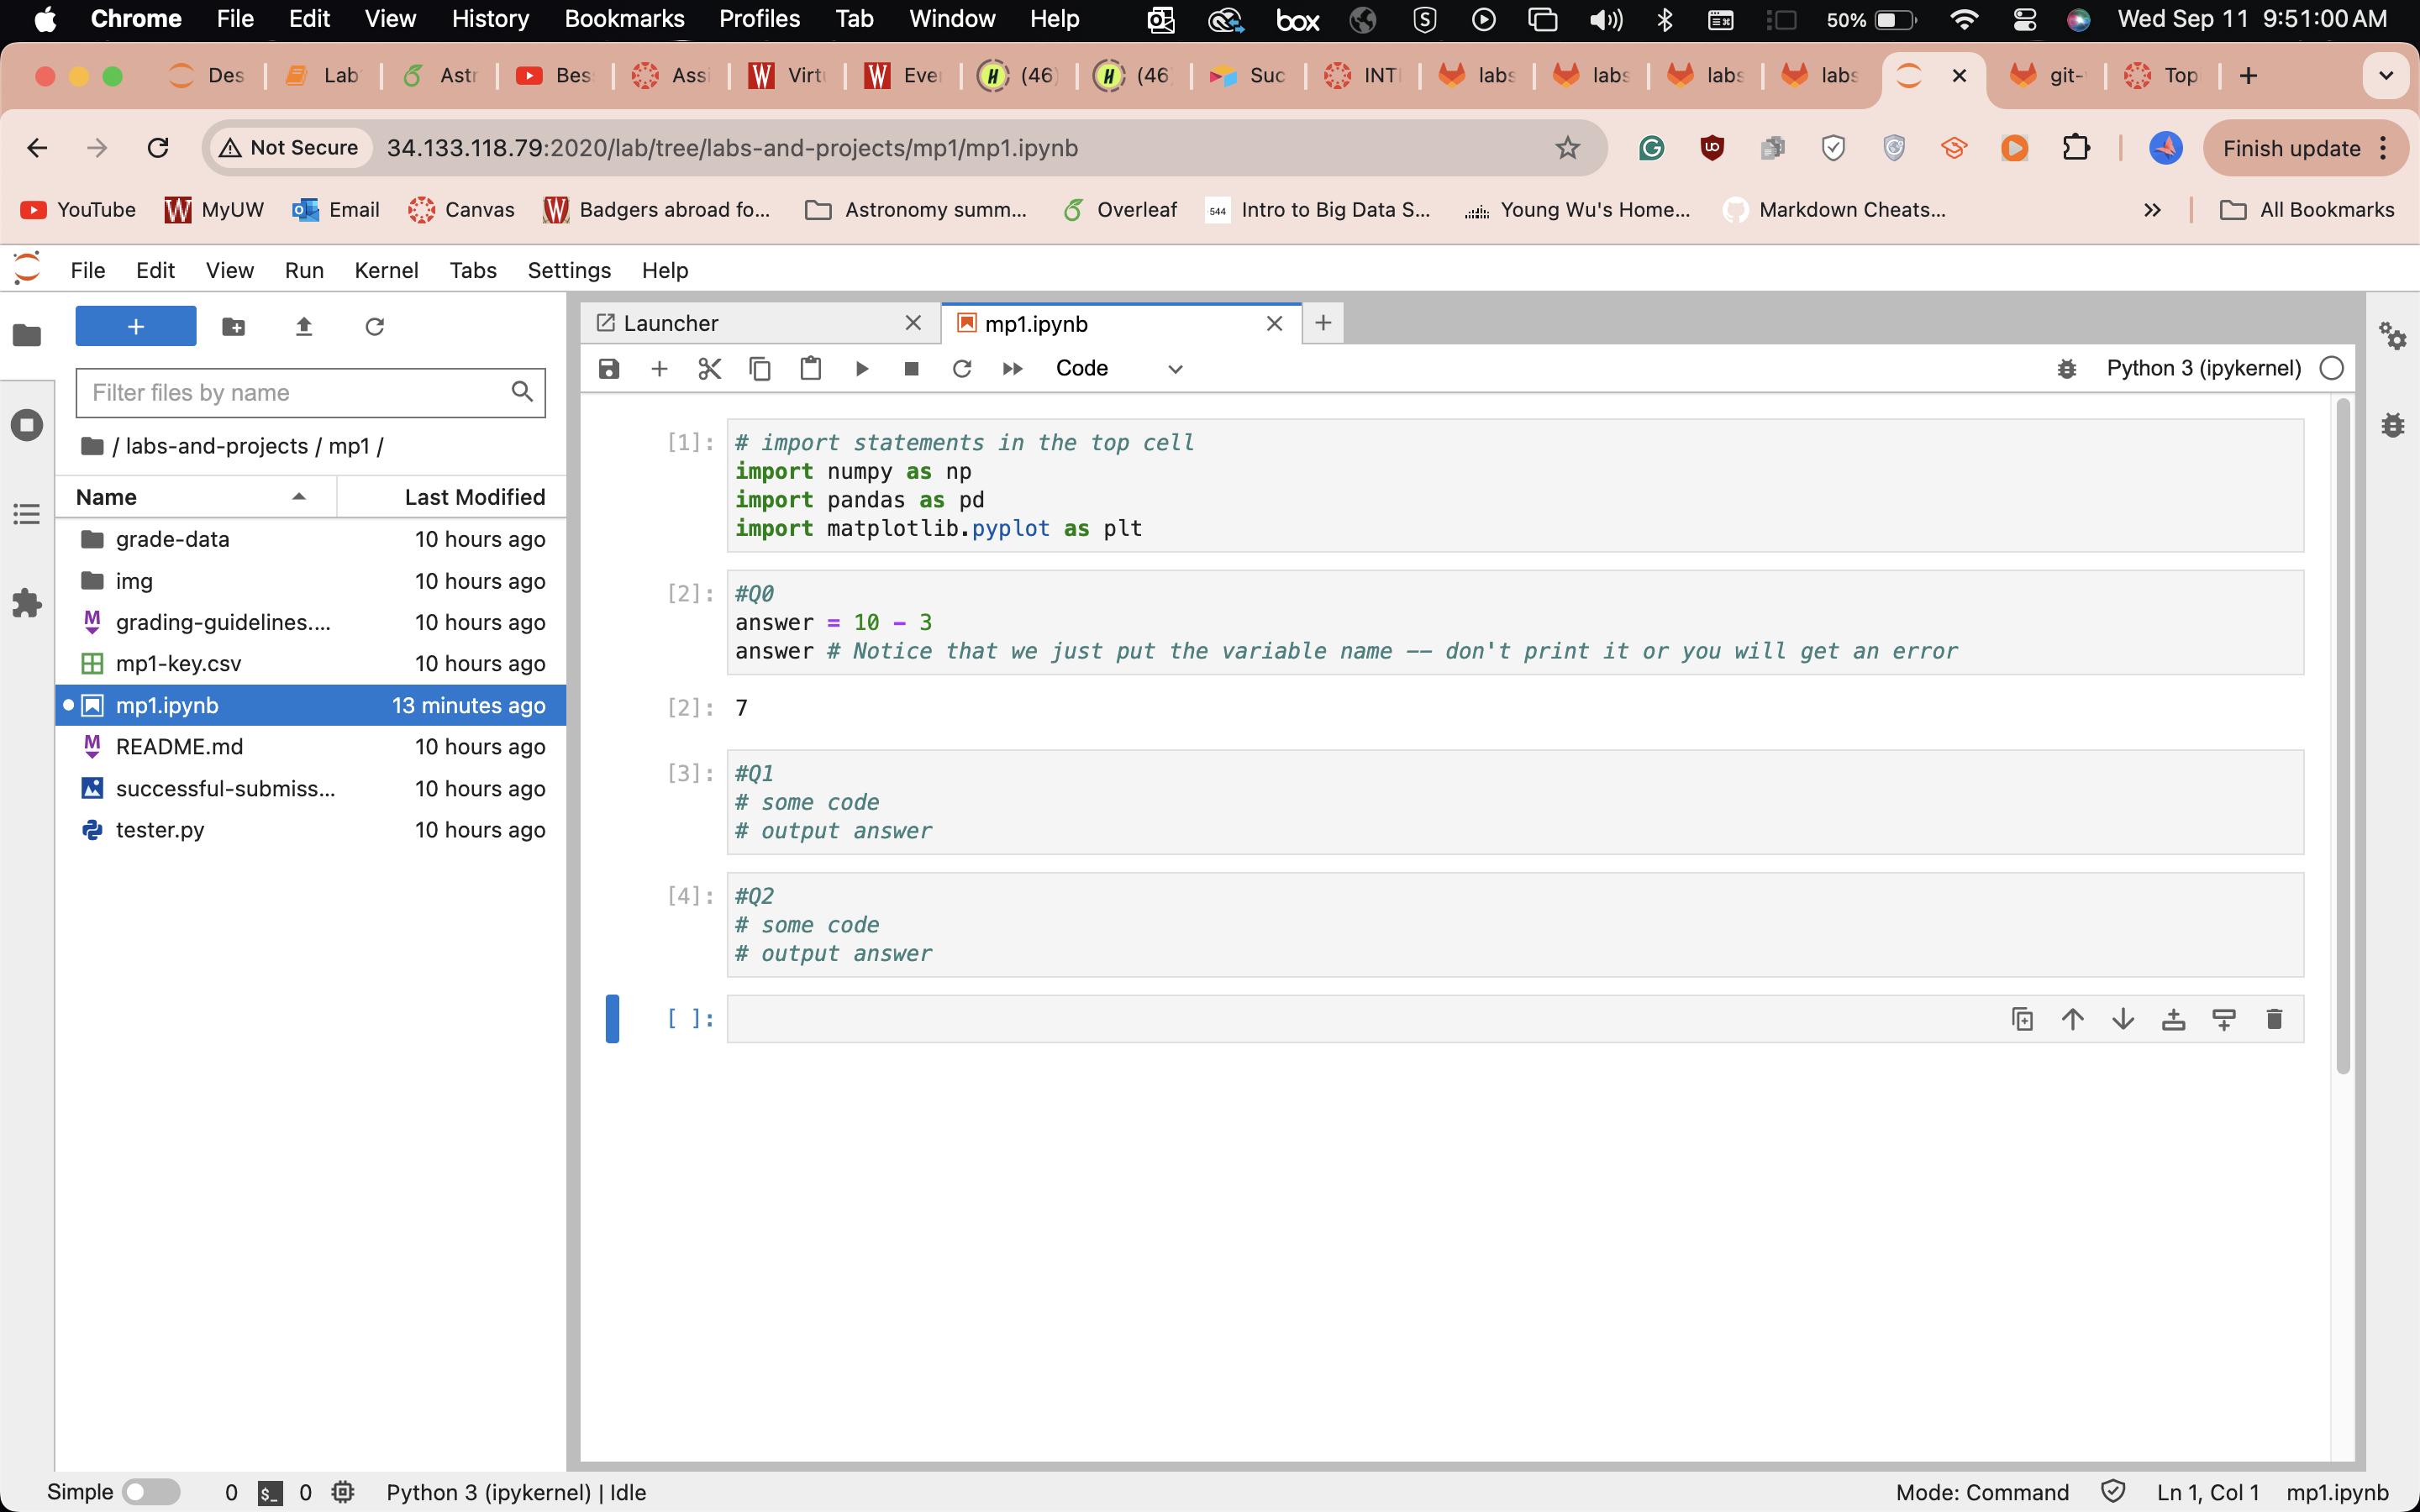 Chrome File Edit View History Bookmarks Profiles Tab Window Help box 50% Wed Sep 11 9:51:00 AM
Des Lab Astr Bes Assi Virtu Ever (46) (46 Suc INT labs labs labs labs git- Top
Not Secure 34.133.118.79:2020/lab/tree/labs-and-projects/mp1/mp1.ipynb Finish update
YouTube MyUW Email Canvas Badgers abroad fo... Astronomy summ... Overleaf 544 Intro to Big Data S... Young Wu's Home... Markdown Cheats... All Bookmarks
File Edit View Run Kernel Tabs Settings Help
Launcher mp1.ipynb
Code Python 3 (ipykernel)
Filter files by name
/ labs-and-projects / mp1 /
Name Last Modified
grade-data 10 hours ago
img 10 hours ago
grading-guidelines.... 10 hours ago
mp1-key.csv 10 hours ago
mp1.ipynb 13 minutes ago
README.md 10 hours ago
successful-submiss... 10 hours ago
tester.py 10 hours ago
[1]: # import statements in the top cell
import numpy as np
import pandas as pd
import matplotlib.pyplot as plt
[2]: #Q0
answer = 10 - 3
answer # Notice that we just put the variable name -- don't print it or you will get an error
[2]: 7
[3]: #Q1
# some code
# output answer
[4]: #Q2
# some code
# output answer
[ ]:
Simple 0 $_ 0 Python 3 (ipykernel) | Idle Mode: Command Ln 1, Col 1 mp1.ipynb